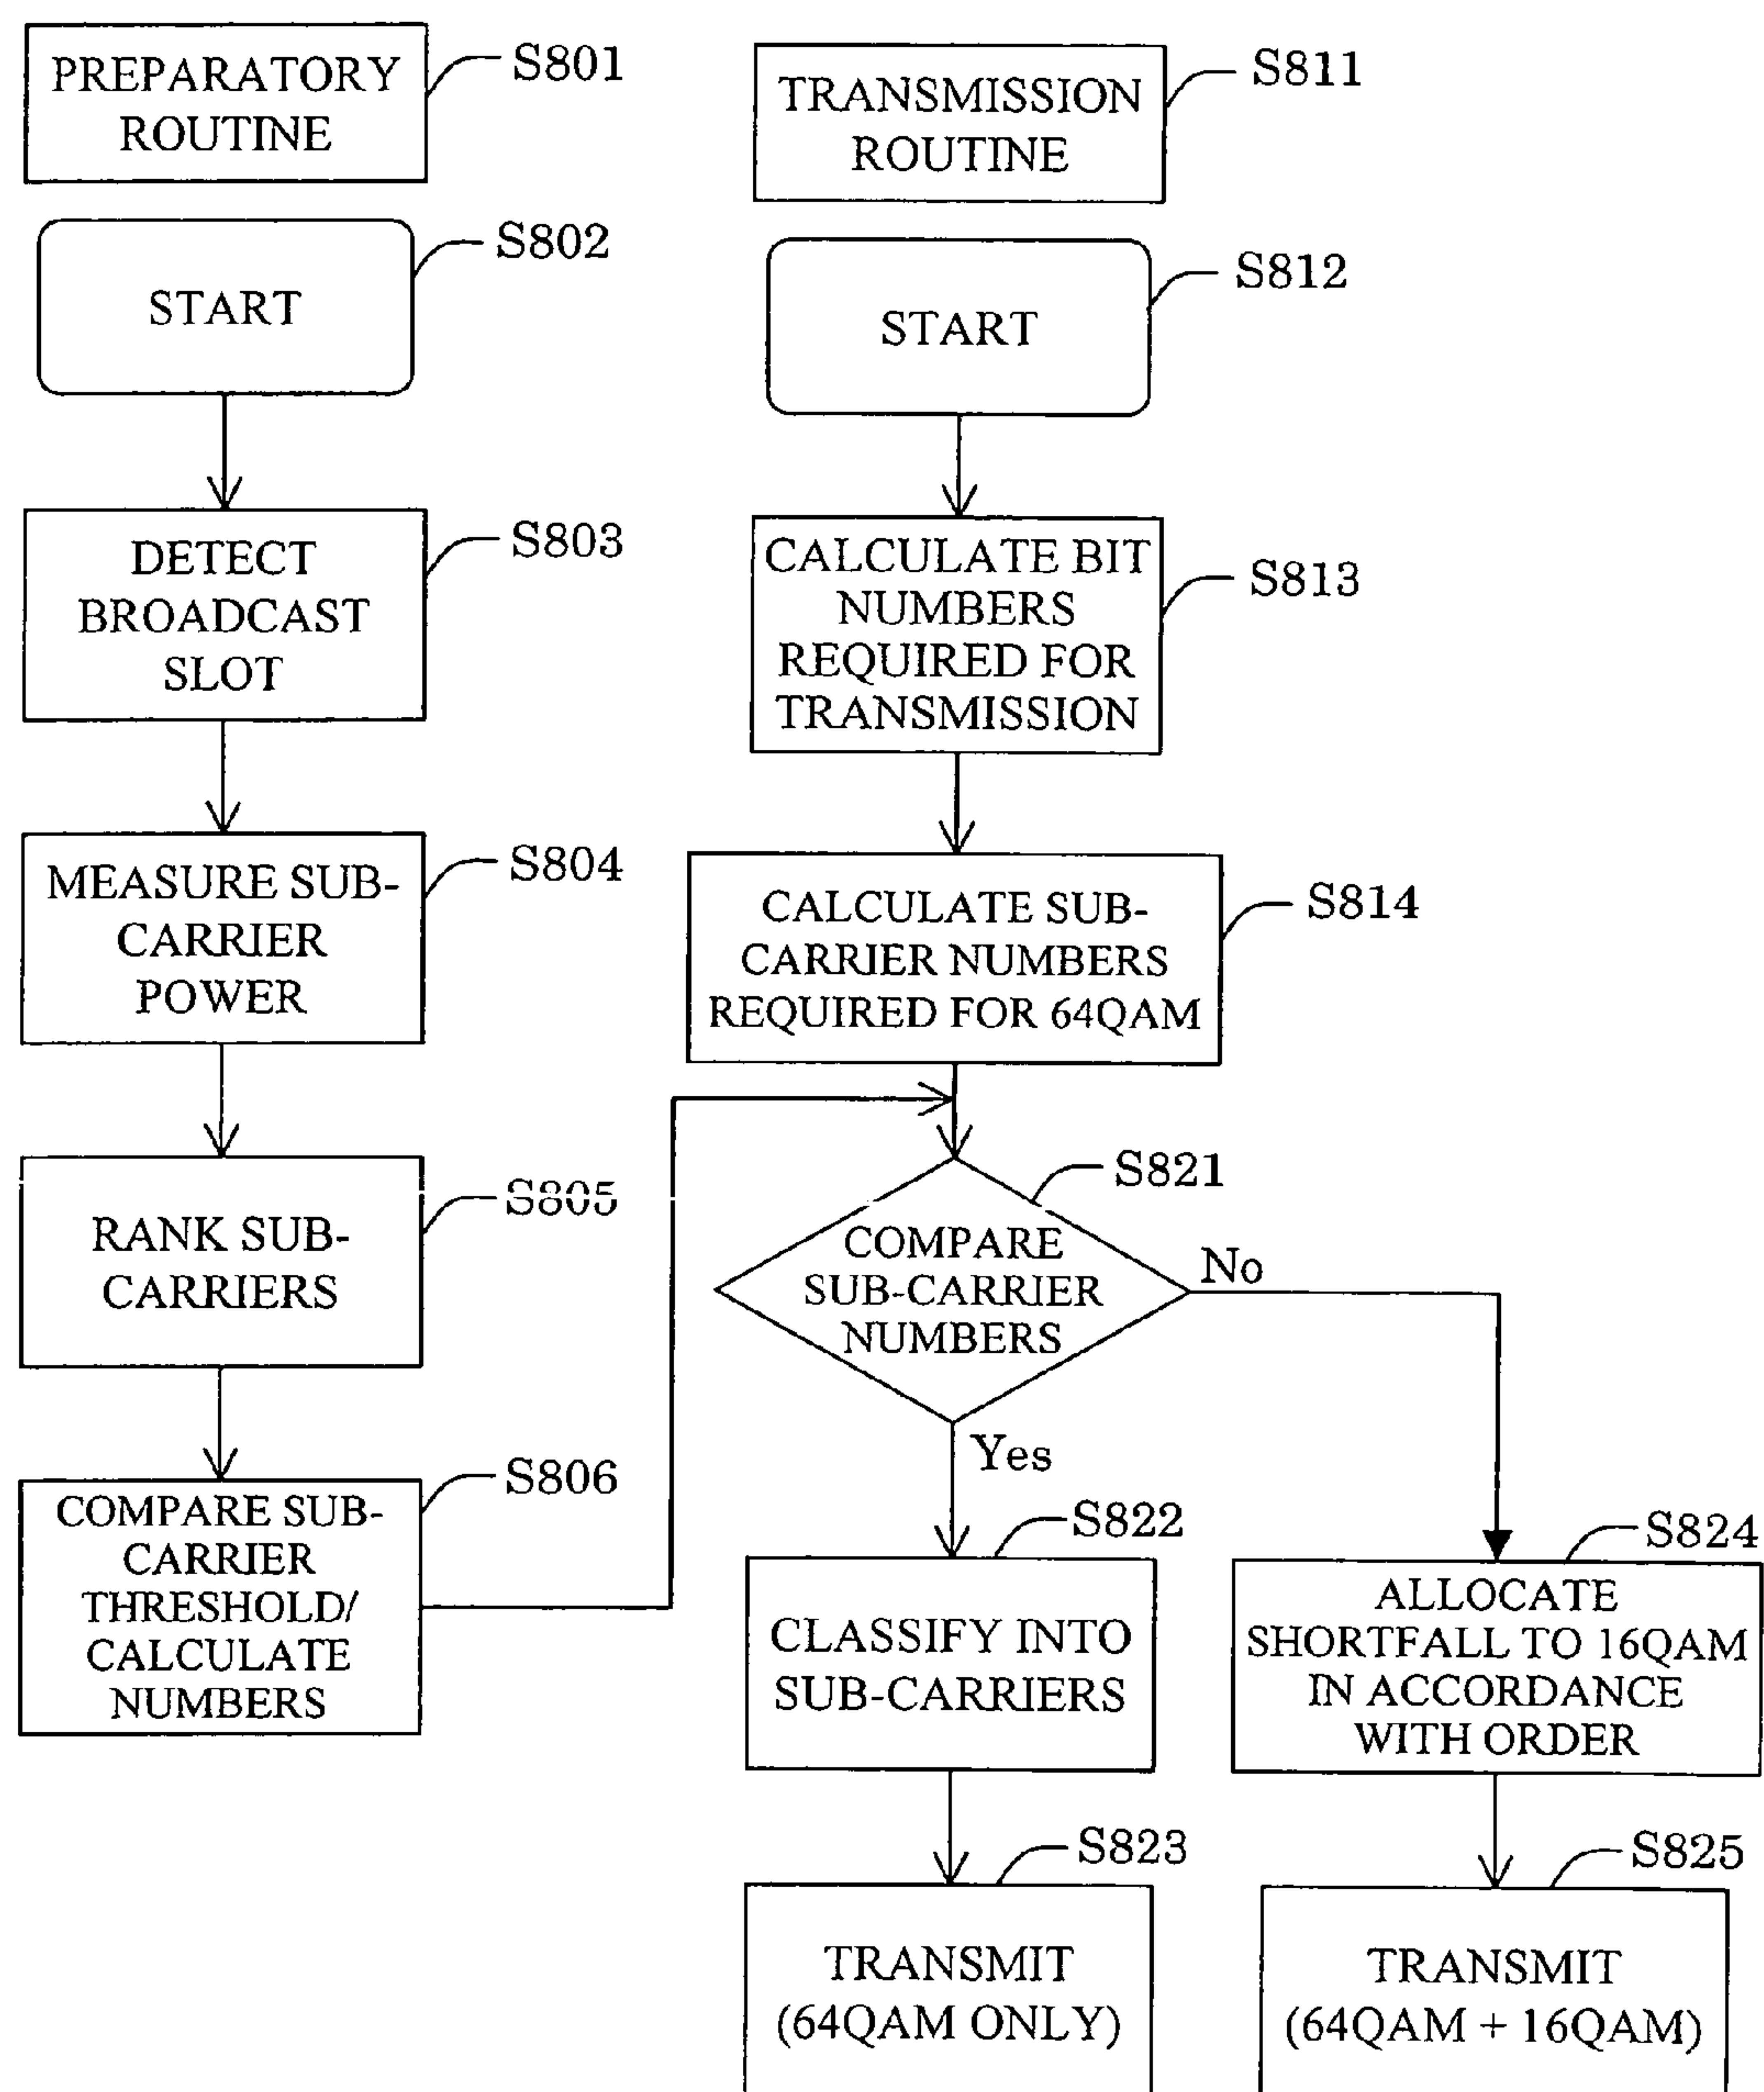 PREPARATORY
ROUTINE
S801
START
S802
DETECT
BROADCAST
SLOT
S803
MEASURE SUB-
CARRIER
POWER
S804
RANK SUB-
CARRIERS
S805
COMPARE SUB-
CARRIER
THRESHOLD/
CALCULATE
NUMBERS
S806
TRANSMISSION
ROUTINE
S811
START
S812
CALCULATE BIT
NUMBERS
REQUIRED FOR
TRANSMISSION
S813
CALCULATE SUB-
CARRIER NUMBERS
REQUIRED FOR 64QAM
S814
COMPARE
SUB-CARRIER
NUMBERS
S821
No
Yes
CLASSIFY INTO
SUB-CARRIERS
S822
TRANSMIT
(64QAM ONLY)
S823
ALLOCATE
SHORTFALL TO 16QAM
IN ACCORDANCE
WITH ORDER
S824
TRANSMIT
(64QAM + 16QAM)
S825